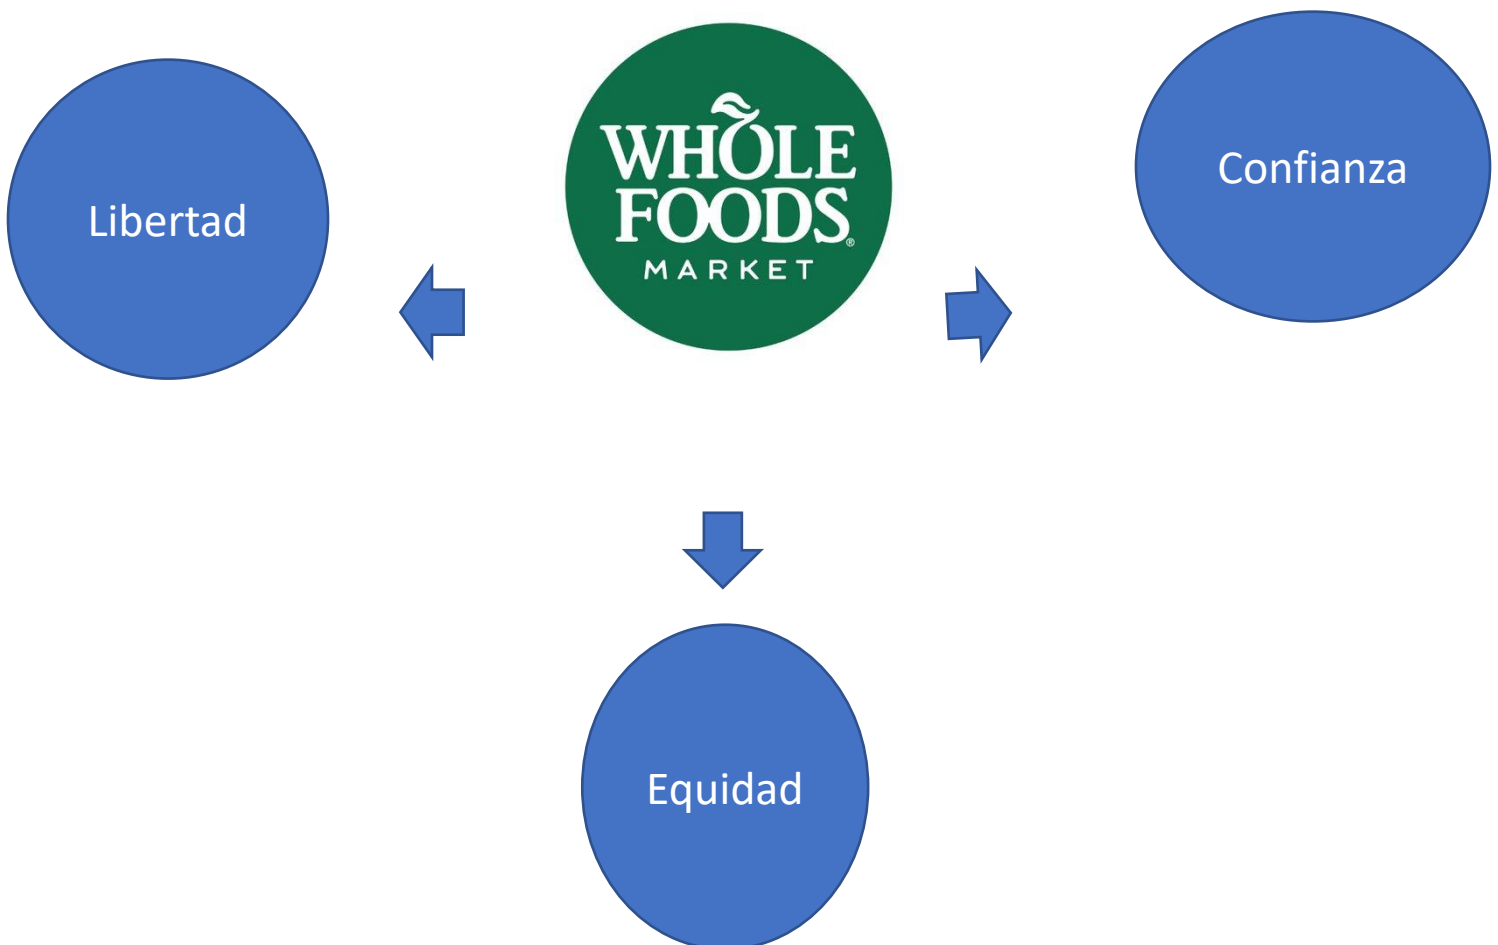 Libertad
WHOLE
FOODS®
MARKET
Confianza
Equidad